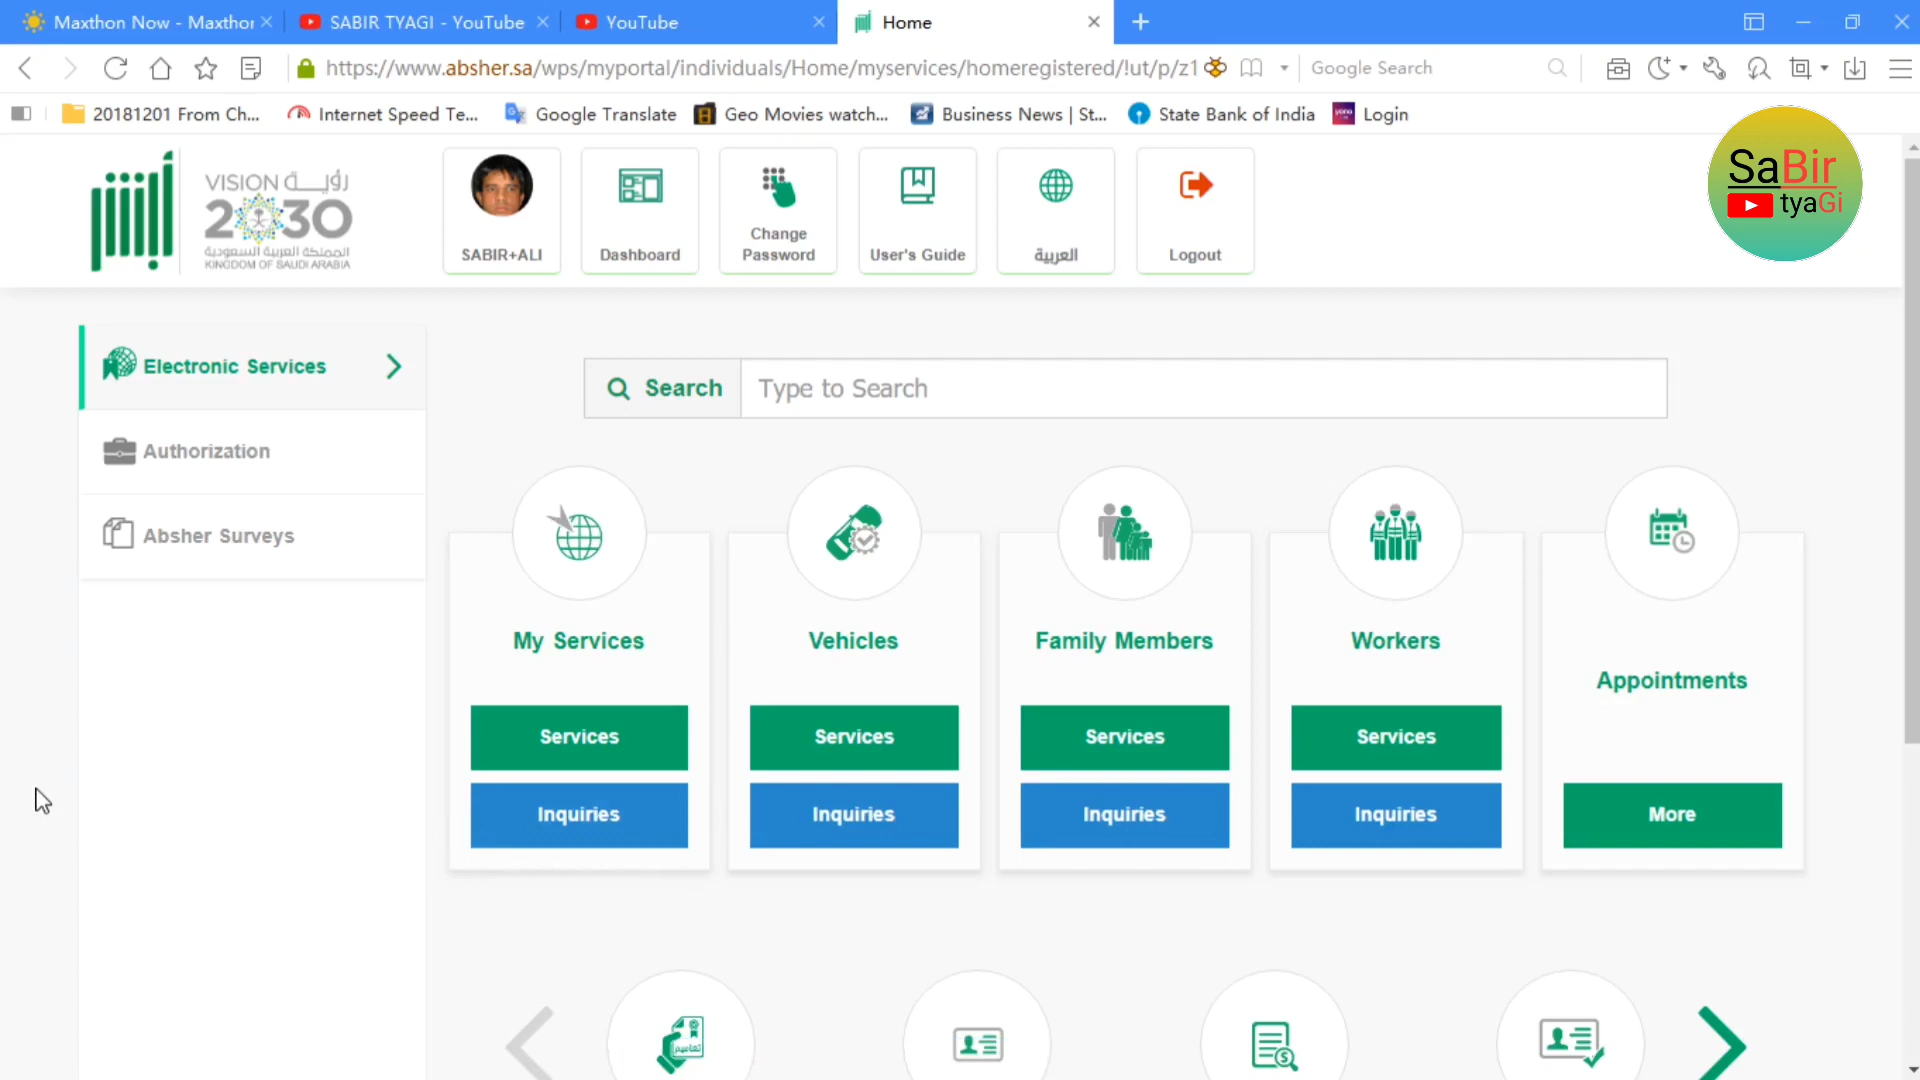 Maxthon Now - Maxthor
SABIR TYAGI - YouTube
YouTube
Home
https://www.absher.sa/wps/myportal/individuals/Home/myservices/homeregistered/!ut/p/z1
Google Search
20181201 From Ch...
Internet Speed Te...
Google Translate
Geo Movies watch...
Business News | St...
State Bank of India
Login
أبشر
VISION رؤيـة
2030
المملكة العربية السعودية
KINGDOM OF SAUDI ARABIA
SABIR+ALI
Dashboard
Change
Password
User's Guide
العربية
Logout
SaBir
tyaGi
Electronic Services
Authorization
Absher Surveys
Search
Type to Search
My Services
Vehicles
Family Members
Workers
Appointments
Services
Services
Services
Services
Inquiries
Inquiries
Inquiries
Inquiries
More
تعاميم